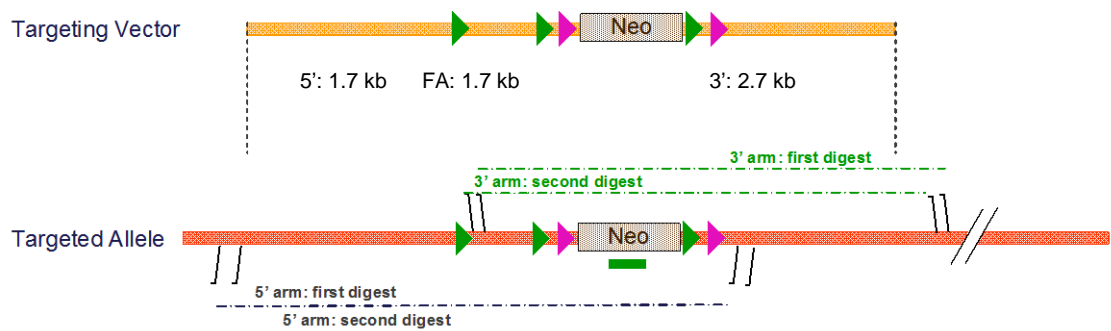 Targeting Vector
Neo
5’: 1.7 kb FA: 1.7 kb 3’: 2.7 kb
3’ arm: first digest
3’ arm: second digest
Targeted Allele
Neo
5’ arm: first digest
5’ arm: second digest